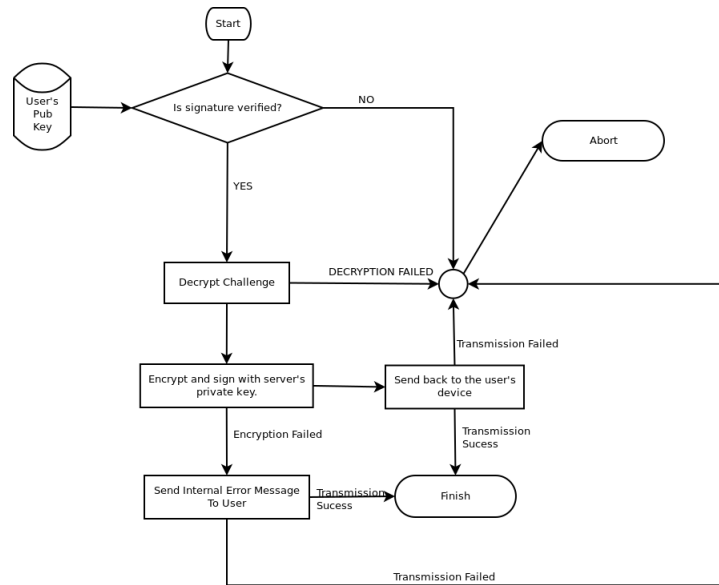 Start
User's
Pub
Key
Is signature verified?
NO
Abort
YES
Decrypt Challenge
DECRYPTION FAILED
Transmission Failed
Encrypt and sign with server's
private key.
Send back to the user's
device
Encryption Failed
Transmission
Sucess
Send Internal Error Message
To User
Transmission
Sucess
Finish
Transmission Failed